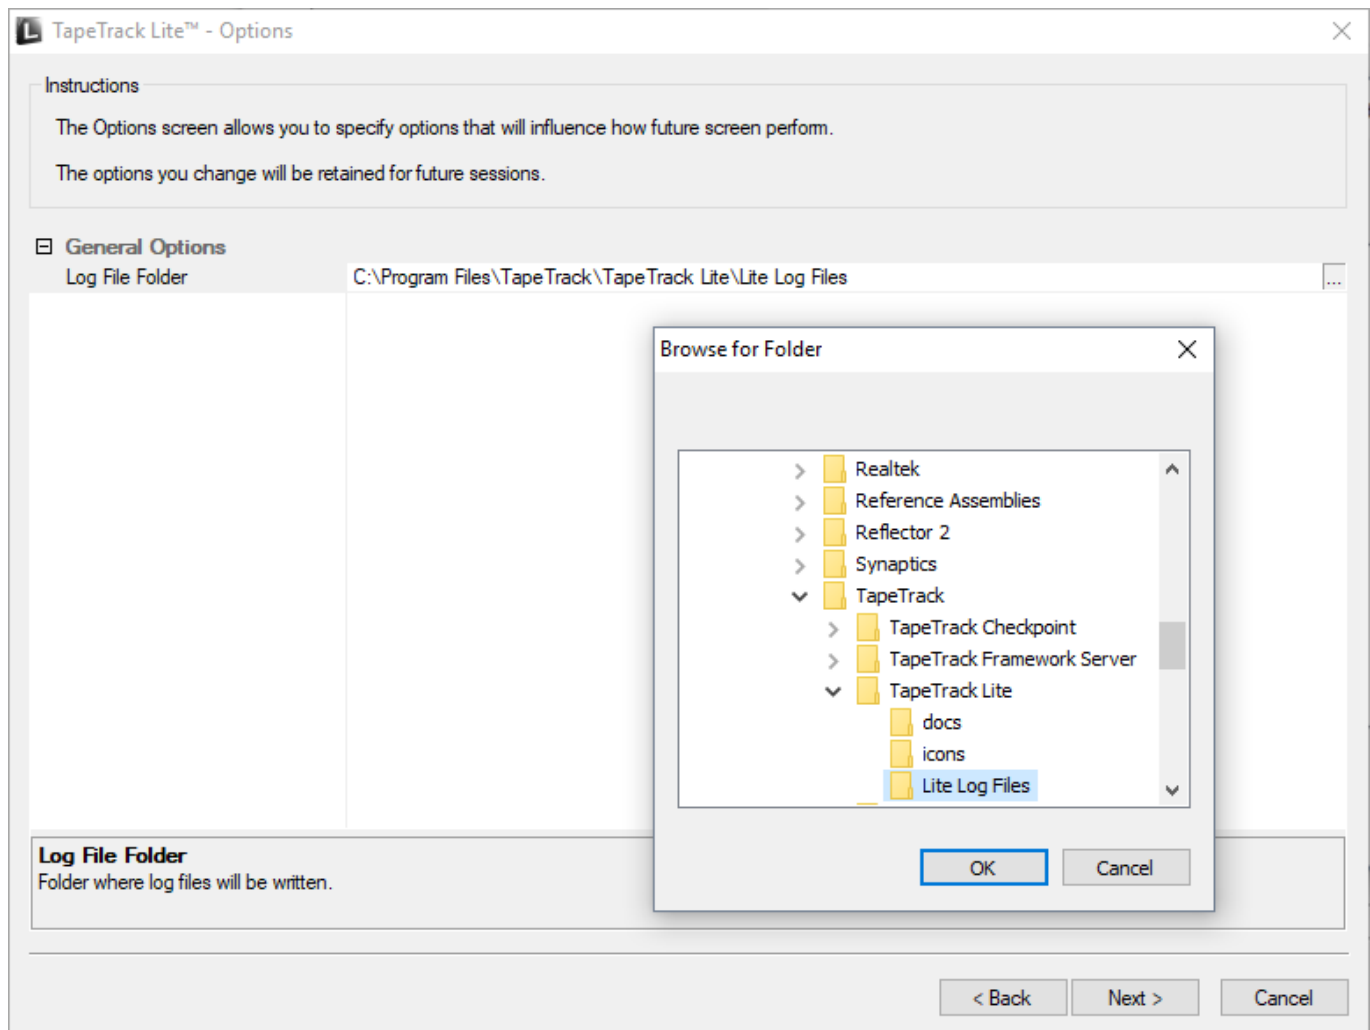 TapeTrack Lite™ - Options
Instructions
The Options screen allows you to specify options that will influence how future screen perform.
The options you change will be retained for future sessions.
General Options
Log File Folder C:\Program Files\TapeTrack\TapeTrack Lite\Lite Log Files ...
Browse for Folder
Realtek
Reference Assemblies
Reflector 2
Synaptics
TapeTrack
TapeTrack Checkpoint
TapeTrack Framework Server
TapeTrack Lite
docs
icons
Lite Log Files
OK Cancel
Log File Folder
Folder where log files will be written.
< Back Next > Cancel